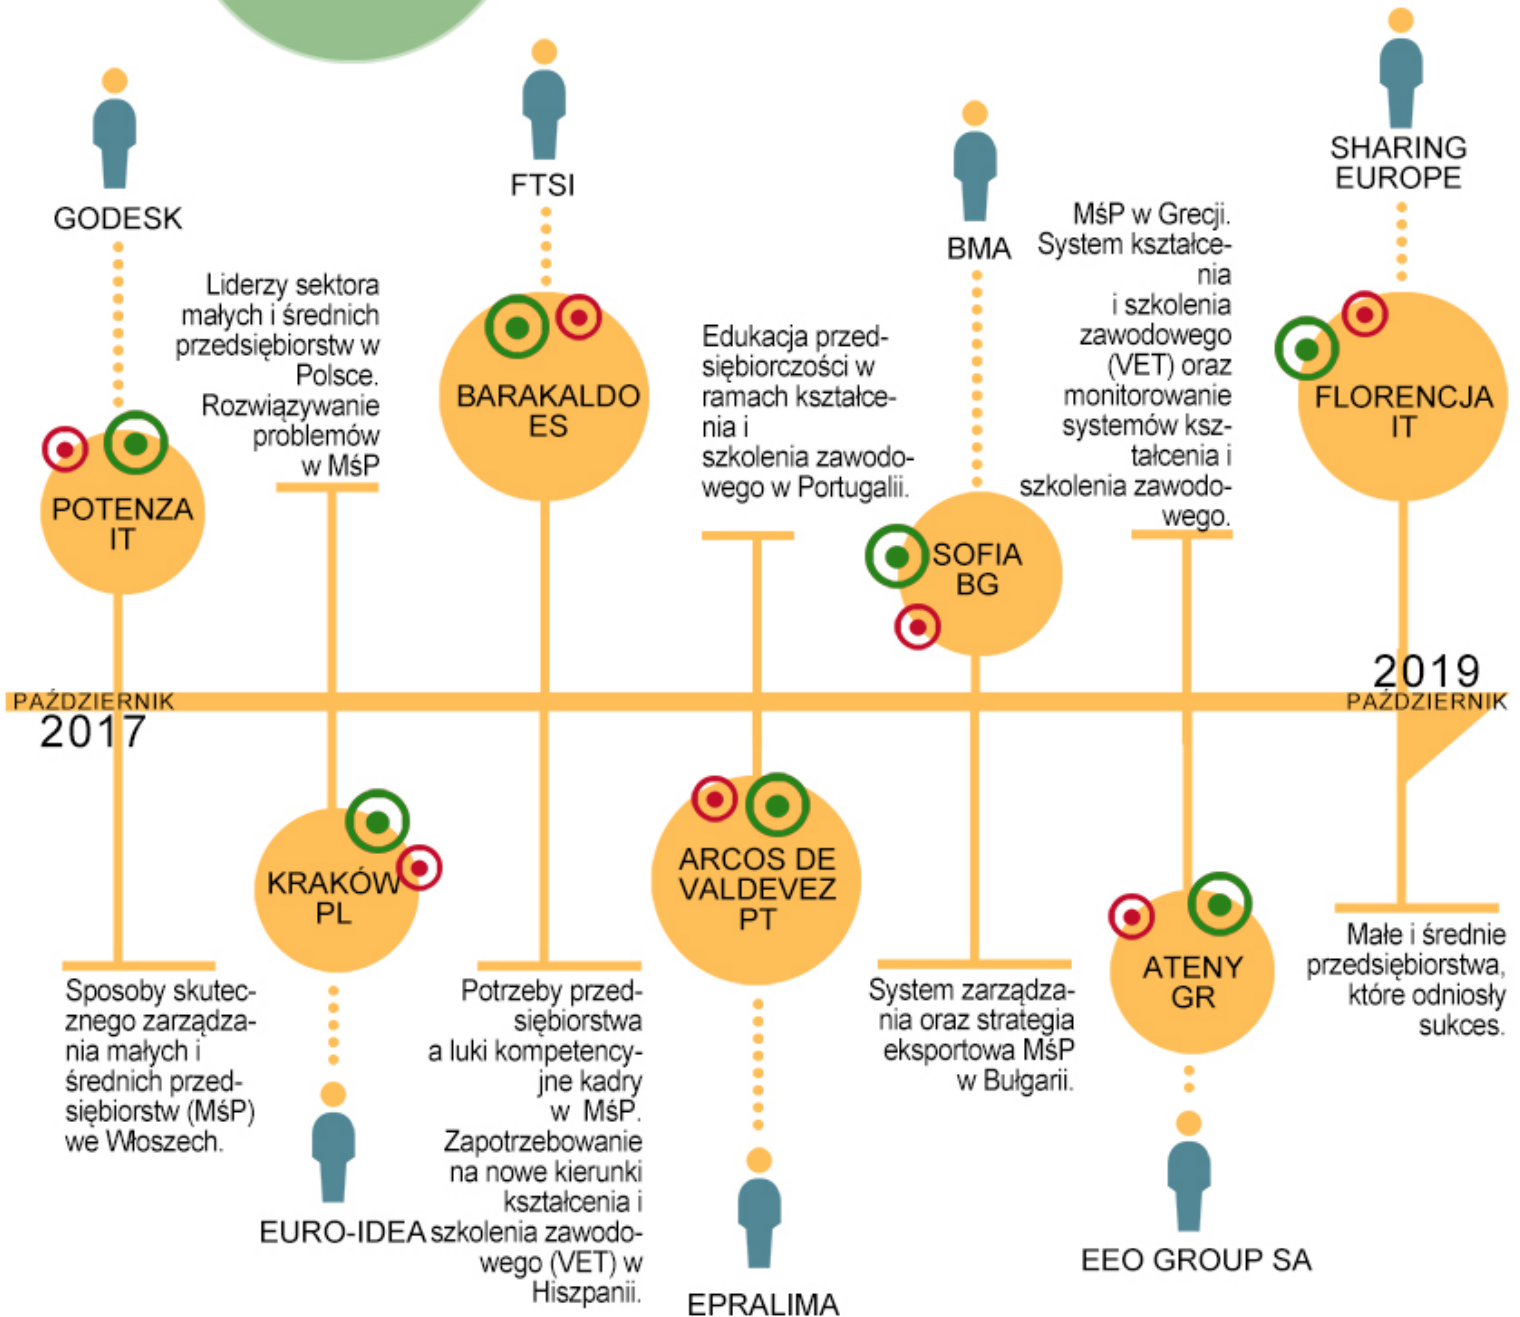 GODESK
POTENZA
IT
PAŹDZIERNIK
2017
Sposoby skutec-
znego zarządza-
nia małych i
średnich przed-
siębiorstw (MśP)
we Włoszech.
Liderzy sektora
małych i średnich
przedsiębiorstw w
Polsce.
Rozwiązywanie
problemów
w MśP
KRAKÓW
PL
EURO-IDEA
FTSI
BARAKALDO
ES
Potrzeby przed-
siębiorstwa
a luki kompetency-
jne kadry
w MśP.
Zapotrzebowanie
na nowe kierunki
kształcenia i
szkolenia zawodo-
wego (VET) w
Hiszpanii.
Edukacja przed-
siębiorczości w
ramach kształce-
nia i
szkolenia zawodo-
wego w Portugalii.
ARCOS DE
VALDEVEZ
PT
EPRALIMA
BMA
SOFIA
BG
System zarządza-
nia oraz strategia
eksportowa MśP
w Bułgarii.
MśP w Grecji.
System kształce-
nia
i szkolenia
zawodowego
(VET) oraz
monitorowanie
systemów ksz-
tałcenia i
szkolenia zawodo-
wego.
ATENY
GR
EEO GROUP SA
SHARING
EUROPE
FLORENCJA
IT
2019
PAŹDZIERNIK
Małe i średnie
przedsiębiorstwa,
które odniosły
sukces.